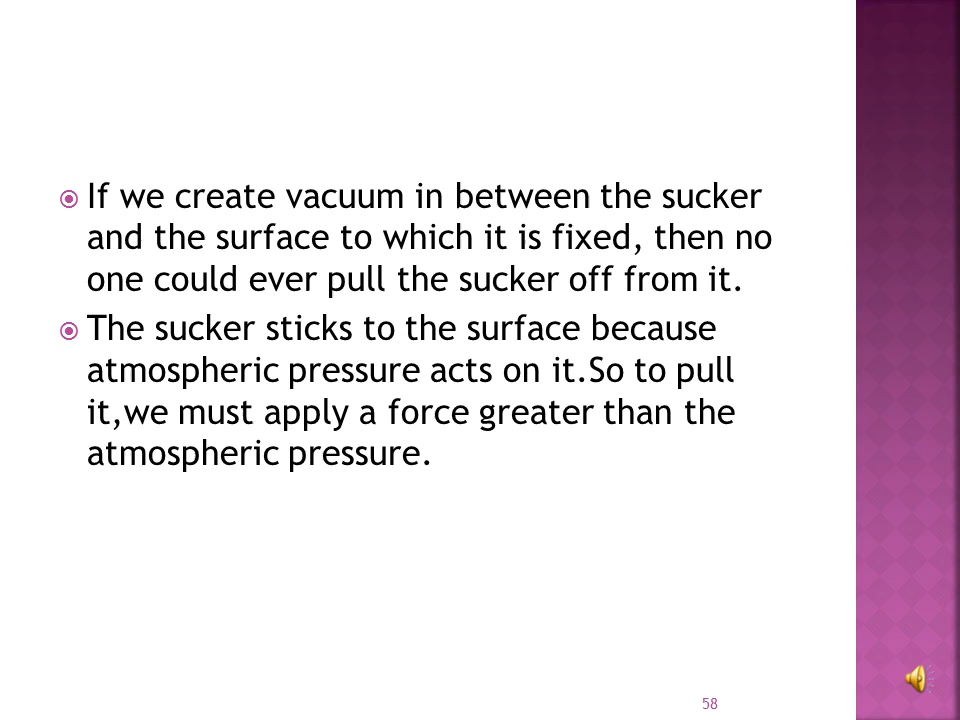 If we create vacuum in between the sucker
and the surface to which it is fixed, then no
one could ever pull the sucker off from it.
The sucker sticks to the surface because
atmospheric pressure acts on it.So to pull
it,we must apply a force greater than the
atmospheric pressure.
58